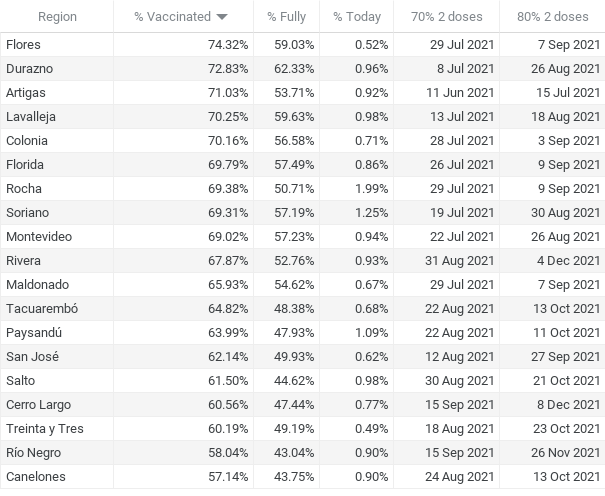 Region % Vaccinated % Fully % Today 70% 2 doses 80% 2 doses
Flores 74.32% 59.03% 0.52% 29 Jul 2021 7 Sep 2021
Durazno 72.83% 62.33% 0.96% 8 Jul 2021 26 Aug 2021
Artigas 71.03% 53.71% 0.92% 11 Jun 2021 15 Jul 2021
Lavalleja 70.25% 59.63% 0.98% 13 Jul 2021 18 Aug 2021
Colonia 70.16% 56.58% 0.71% 28 Jul 2021 3 Sep 2021
Florida 69.79% 57.49% 0.86% 26 Jul 2021 9 Sep 2021
Rocha 69.38% 50.71% 1.99% 29 Jul 2021 9 Sep 2021
Soriano 69.31% 57.19% 1.25% 19 Jul 2021 30 Aug 2021
Montevideo 69.02% 57.23% 0.94% 22 Jul 2021 26 Aug 2021
Rivera 67.87% 52.76% 0.93% 31 Aug 2021 4 Dec 2021
Maldonado 65.93% 54.62% 0.67% 29 Jul 2021 7 Sep 2021
Tacuarembó 64.82% 48.38% 0.68% 22 Aug 2021 13 Oct 2021
Paysandú 63.99% 47.93% 1.09% 22 Aug 2021 11 Oct 2021
San José 62.14% 49.93% 0.62% 12 Aug 2021 27 Sep 2021
Salto 61.50% 44.62% 0.98% 30 Aug 2021 21 Oct 2021
Cerro Largo 60.56% 47.44% 0.77% 15 Sep 2021 8 Dec 2021
Treinta y Tres 60.19% 49.19% 0.49% 18 Aug 2021 23 Oct 2021
Río Negro 58.04% 43.04% 0.90% 15 Sep 2021 26 Nov 2021
Canelones 57.14% 43.75% 0.90% 24 Aug 2021 13 Oct 2021